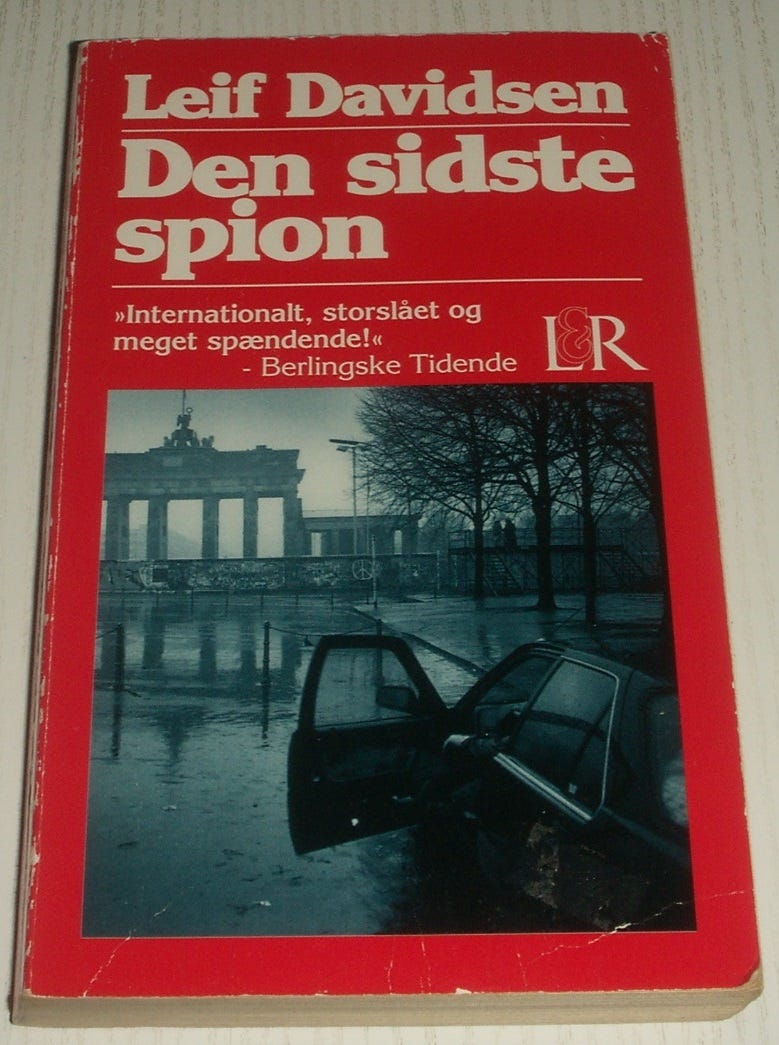 Leif Davidsen
Den sidste
spion
»Internationalt, storslået og
meget spændende!«
- Berlingske Tidende
L&R